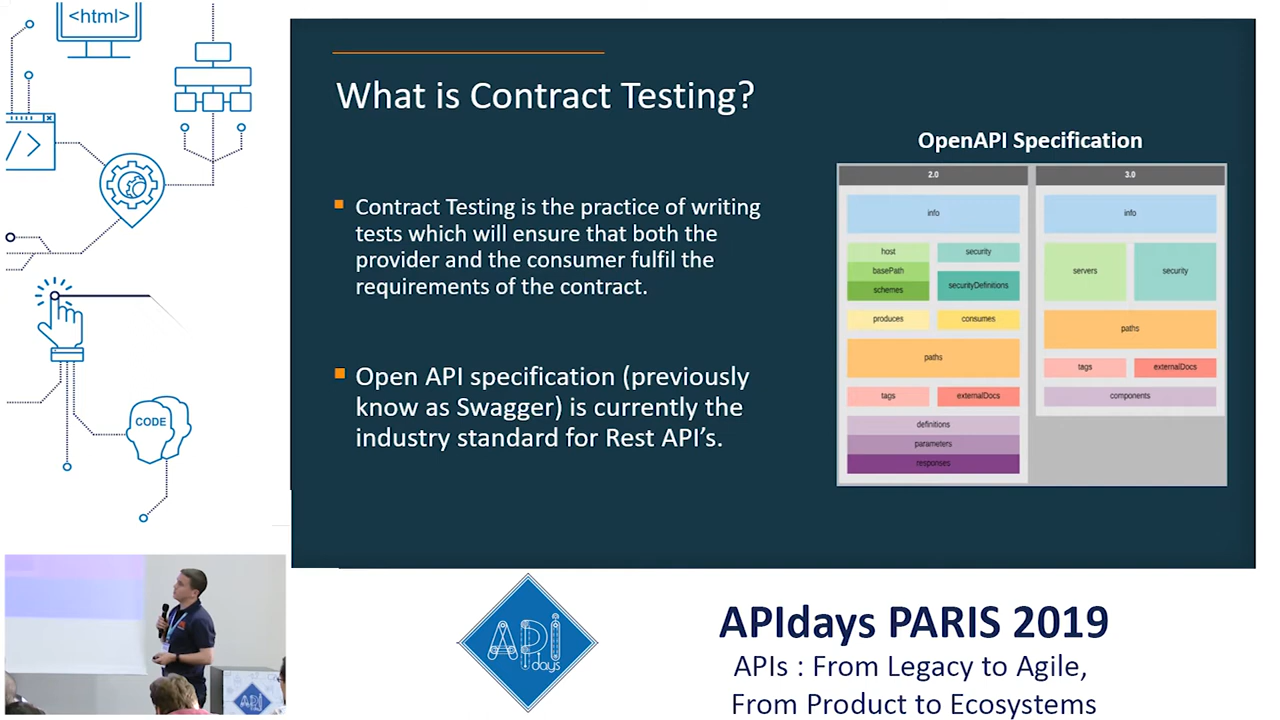 <html>
</>
CODE
What is Contract Testing?
Contract Testing is the practice of writing
tests which will ensure that both the
provider and the consumer fulfil the
requirements of the contract.
Open API specification (previously
know as Swagger) is currently the
industry standard for Rest API's.
OpenAPI Specification
2.0
info
host
security
basePath
schemes
securityDefinitions
produces
consumes
paths
tags
externalDocs
definitions
parameters
responses
3.0
info
servers
security
paths
tags
externalDocs
components
API
days
APIdays PARIS 2019
APIs : From Legacy to Agile,
From Product to Ecosystems
API